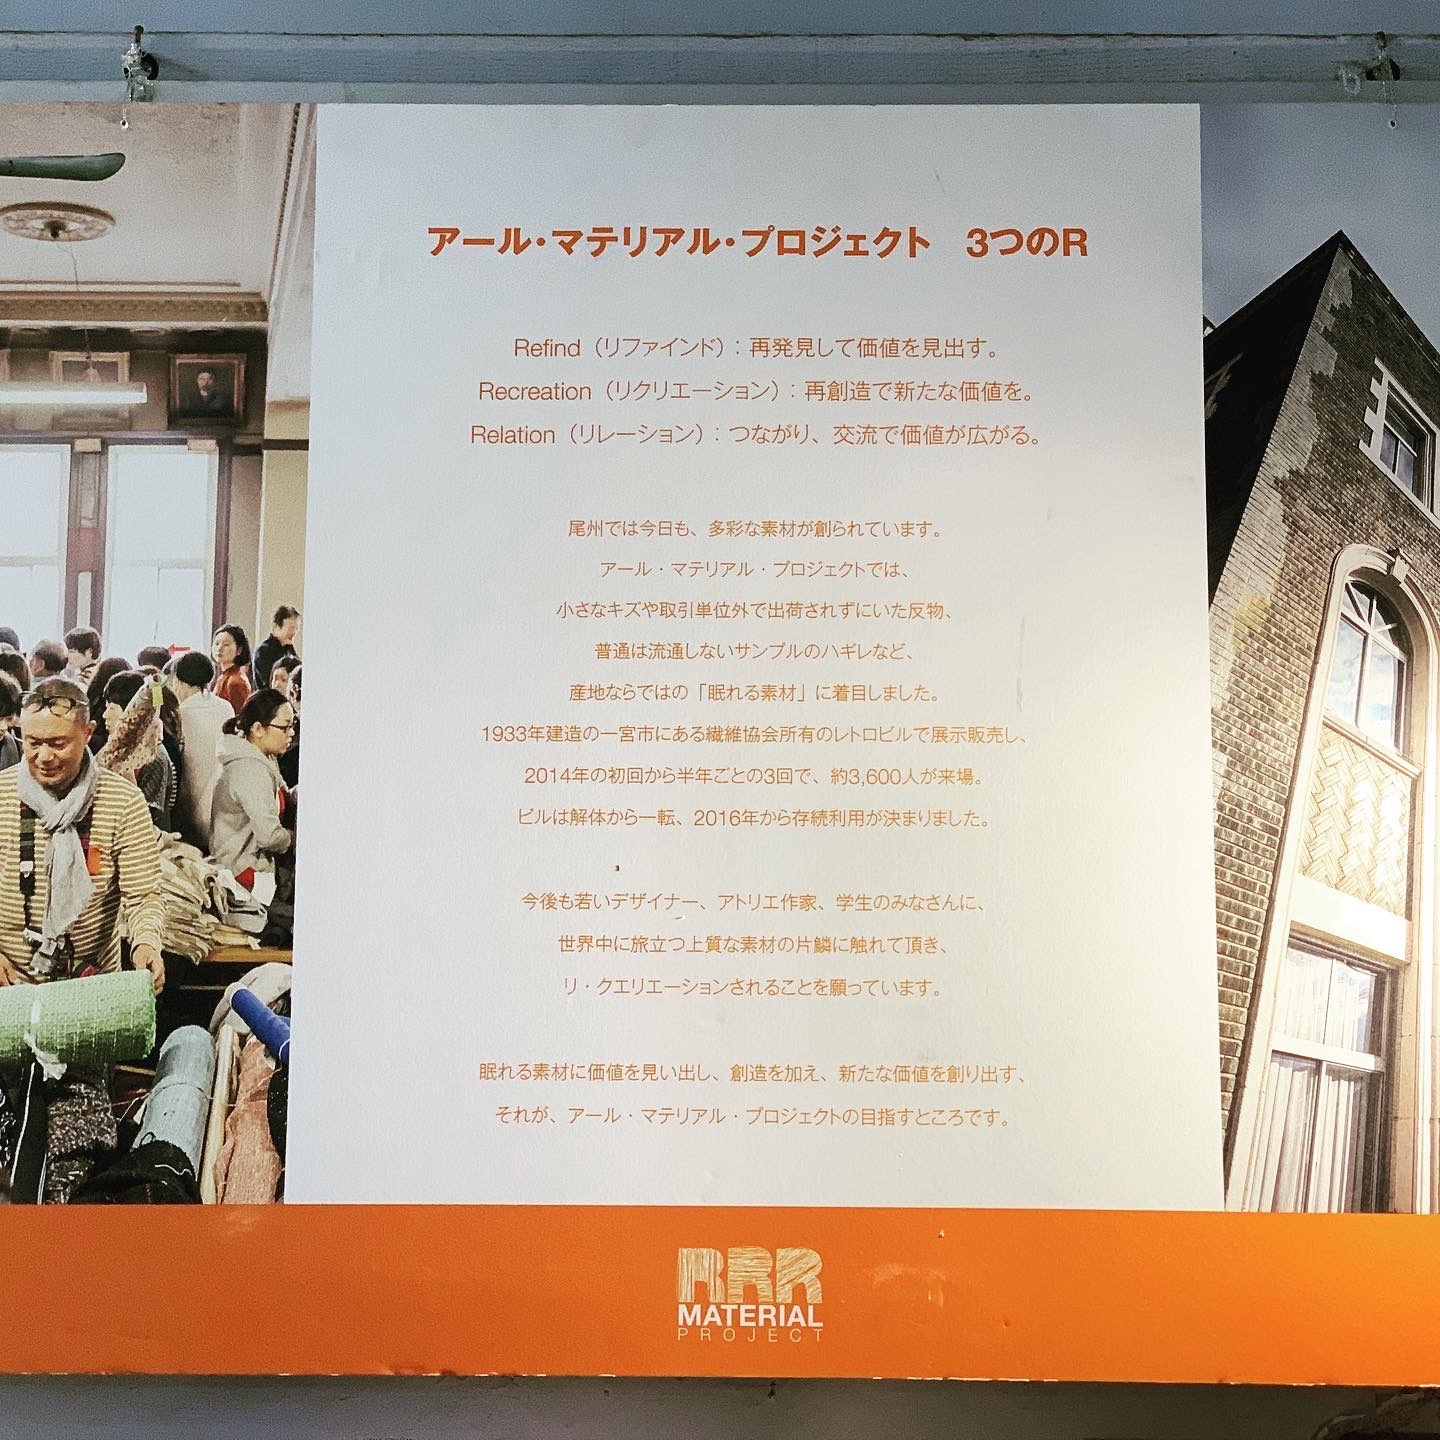 アール・マテリアル・プロジェクト 3つのR
Refind（リファインド）：再発見して価値を見出す。
Recreation（リクリエーション）：再創造で新たな価値を。
Relation（リレーション）：つながり、交流で価値が広がる。
尾州では今日も、多彩な素材が創られています。
アール・マテリアル・プロジェクトでは、
小さなキズや取引単位外で出荷されずにいた反物、
普通は流通しないサンプルのハギレなど、
産地ならではの「眠れる素材」に着目しました。
1933年建造の一宮市にある繊維協会所有のレトロビルで展示販売し、
2014年の初回から半年ごとの3回で、約3,600人が来場。
ビルは解体から一転、2016年から存続利用が決まりました。
今後も若いデザイナー、アトリエ作家、学生のみなさんに、
世界中に旅立つ上質な素材の片鱗に触れて頂き、
リ・クエリエーションされることを願っています。
眠れる素材に価値を見い出し、創造を加え、新たな価値を創り出す、
それが、アール・マテリアル・プロジェクトの目指すところです。
RRR
MATERIAL
PROJECT